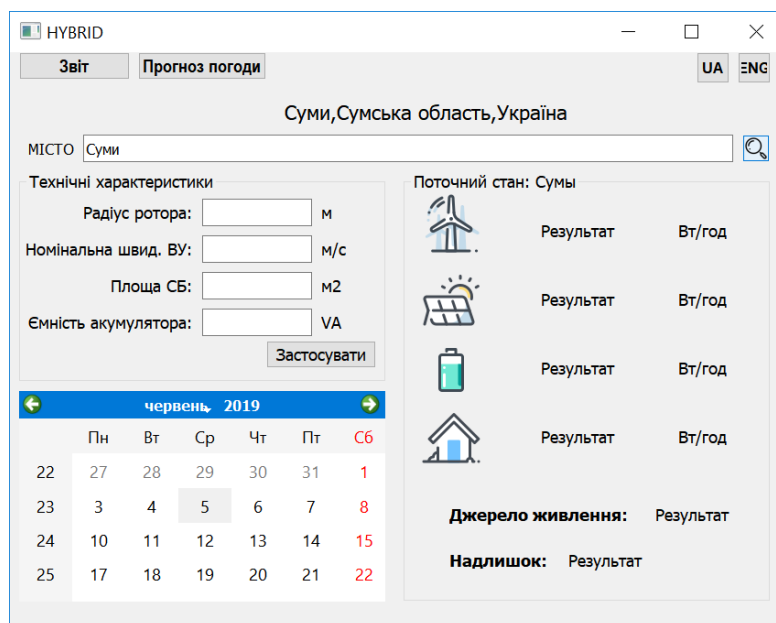 HYBRID
Звіт Прогноз погоди UA ENG
Суми,Сумська область,Україна
МІСТО Суми
Технічні характеристики
Радіус ротора: м
Номінальна швид. ВУ: м/с
Площа СБ: м2
Ємність акумулятора: VA
Застосувати
червень, 2019
Пн Вт Ср Чт Пт Сб
22 27 28 29 30 31 1
23 3 4 5 6 7 8
24 10 11 12 13 14 15
25 17 18 19 20 21 22
Поточний стан: Сумы
Результат Вт/год
Результат Вт/год
Результат Вт/год
Результат Вт/год
Джерело живлення: Результат
Надлишок: Результат